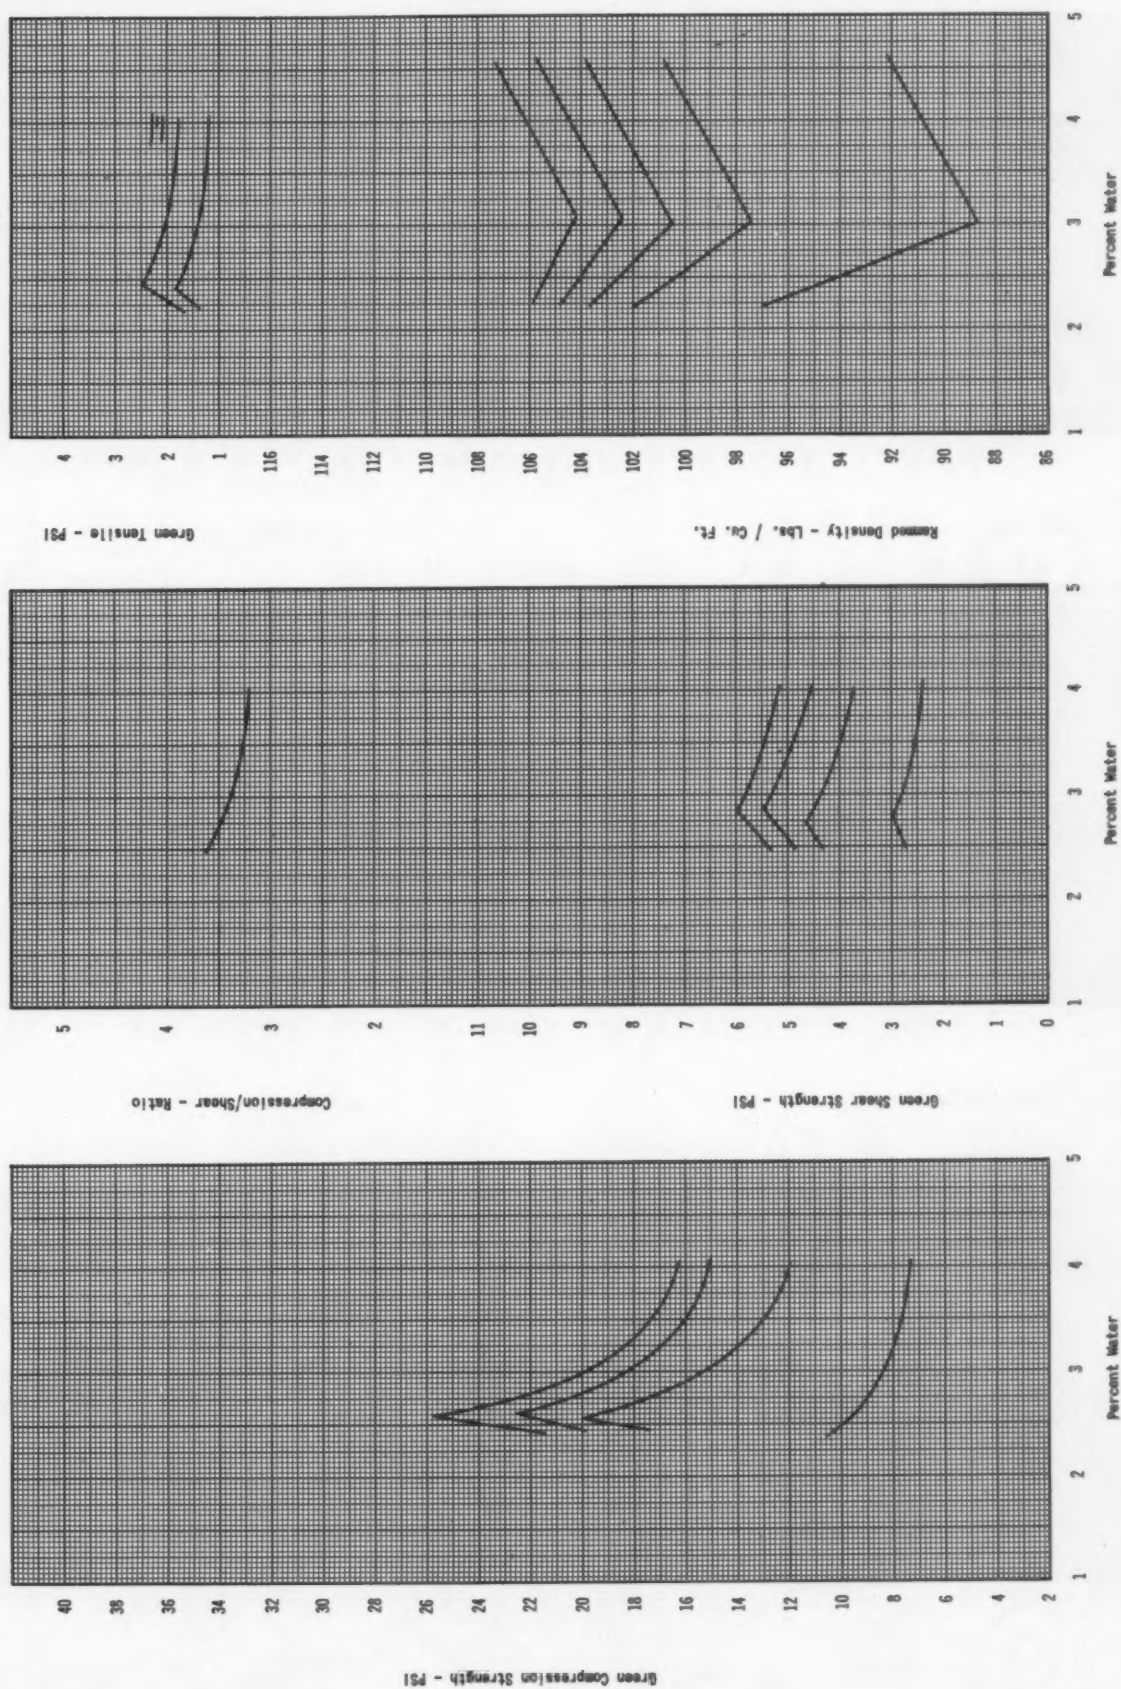 4 3 2 1 116 114 112 110 108 106 104 102 100 98 96 94 92 90 88 86
Green Tensile - PSI
Rammed Density - Lbs. / Cu. Ft.
1 2 3 4 5
Percent Water
5 4 3 2 11 10 9 8 7 6 5 4 3 2 1 0
Compression/Shear - Ratio
Green Shear Strength - PSI
1 2 3 4 5
Percent Water
40 38 36 34 32 30 28 26 24 22 20 18 16 14 12 10 8 6 4 2
Green Compression Strength - PSI
1 2 3 4 5
Percent Water